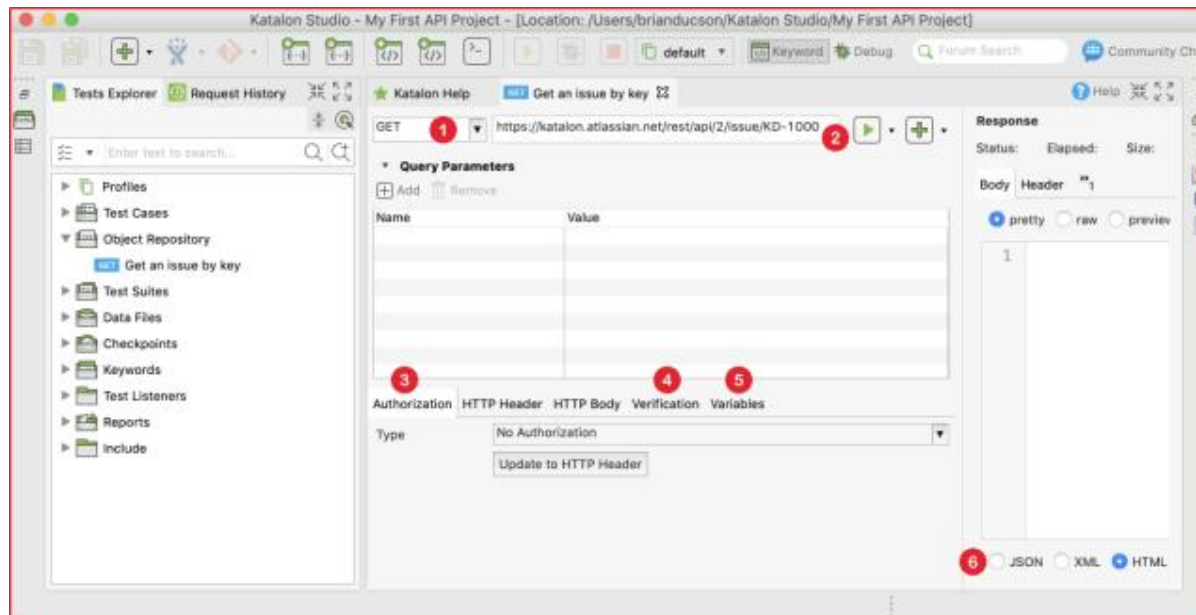 Katalon Studio - My First API Project - [Location: /Users/brianducson/Katalon Studio/My First API Project]
default
Keyword
Debug
Forum Search
Community Ch
Tests Explorer
Request History
Enter text to search...
Profiles
Test Cases
Object Repository
GET Get an issue by key
Test Suites
Data Files
Checkpoints
Keywords
Test Listeners
Reports
Include
Katalon Help
GET Get an issue by key
Help
GET
1
https://katalon.atlassian.net/rest/api/2/issue/KD-1000
2
Query Parameters
Add
Remove
Name
Value
3
4
5
Authorization
HTTP Header
HTTP Body
Verification
Variables
Type
No Authorization
Update to HTTP Header
Response
Status:
Elapsed:
Size:
Body
Header
»1
pretty
raw
preview
1
6
JSON
XML
HTML